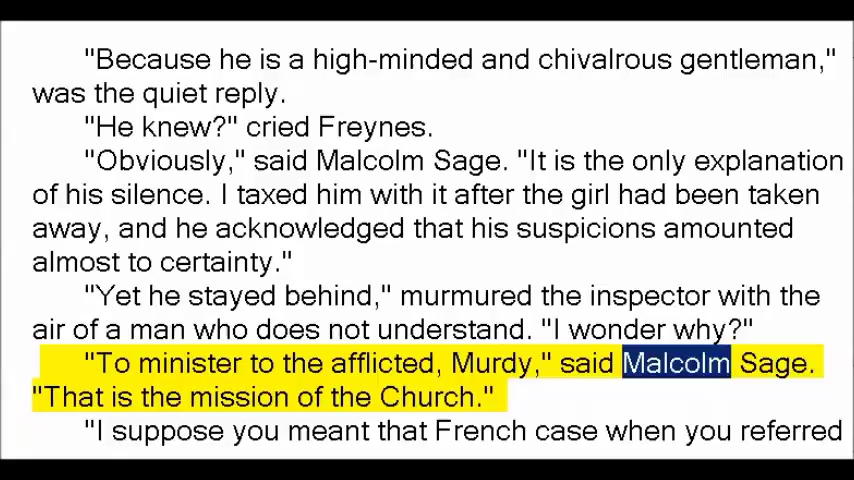 "Because he is a high-minded and chivalrous gentleman,"
was the quiet reply.
"He knew?" cried Freynes.
"Obviously," said Malcolm Sage. "It is the only explanation
of his silence. I taxed him with it after the girl had been taken
away, and he acknowledged that his suspicions amounted
almost to certainty."
"Yet he stayed behind," murmured the inspector with the
air of a man who does not understand. "I wonder why?"
"To minister to the afflicted, Murdy," said Malcolm Sage.
"That is the mission of the Church."
"I suppose you meant that French case when you referred